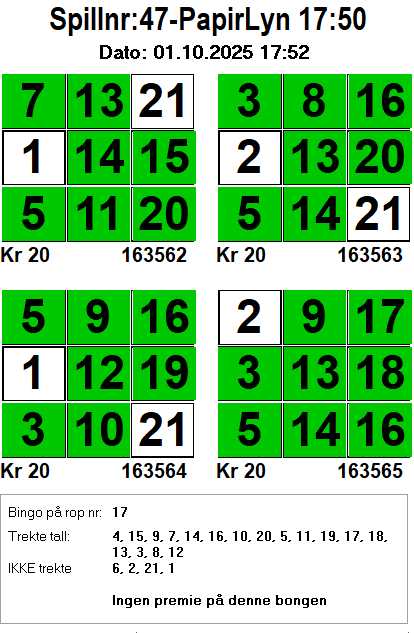 Spillnr:47-PapirLyn 17:50
Dato: 01.10.2025 17:52
7 13 21
1 14 15
5 11 20
Kr 20 163562
3 8 16
2 13 20
5 14 21
Kr 20 163563
5 9 16
1 12 19
3 10 21
Kr 20 163564
2 9 17
3 13 18
5 14 16
Kr 20 163565
Bingo på rop nr: 17
Trekte tall: 4, 15, 9, 7, 14, 16, 10, 20, 5, 11, 19, 17, 18,
13, 3, 8, 12
IKKE trekte 6, 2, 21, 1
Ingen premie på denne bongen